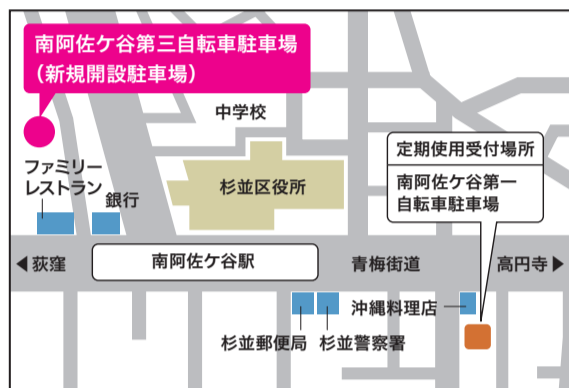 南阿佐ケ谷第三自転車駐車場
（新規開設駐車場）
中学校
定期使用受付場所
南阿佐ケ谷第一
自転車駐車場
ファミリー
レストラン
銀行
杉並区役所
◀荻窪
南阿佐ケ谷駅
青梅街道
高円寺▶
沖縄料理店
杉並郵便局
杉並警察署